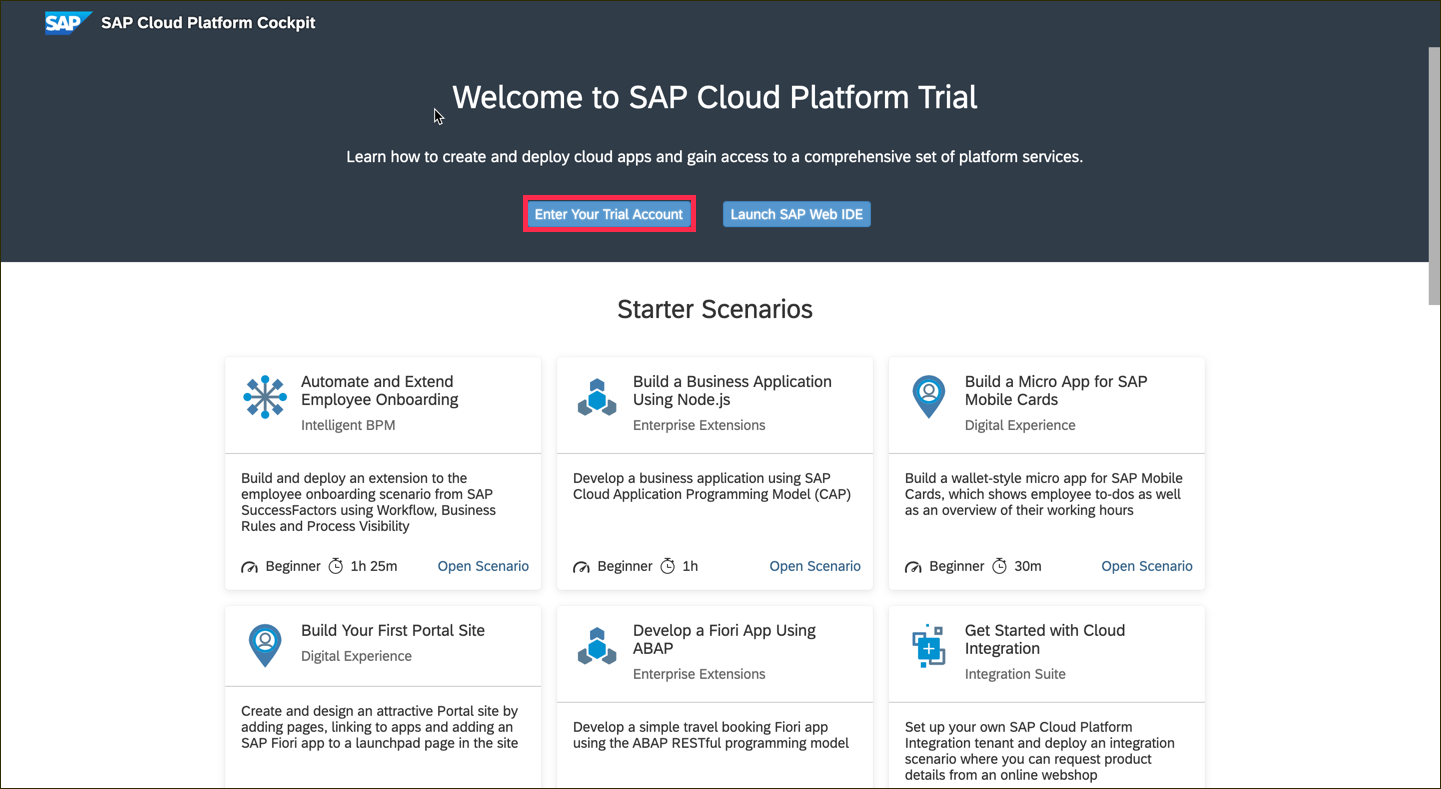 SAP SAP Cloud Platform Cockpit
Welcome to SAP Cloud Platform Trial
Learn how to create and deploy cloud apps and gain access to a comprehensive set of platform services.
Enter Your Trial Account
Launch SAP Web IDE
Starter Scenarios
Automate and Extend
Employee Onboarding
Intelligent BPM
Build and deploy an extension to the
employee onboarding scenario from SAP
SuccessFactors using Workflow, Business
Rules and Process Visibility
Beginner 1h 25m Open Scenario
Build a Business Application
Using Node.js
Enterprise Extensions
Develop a business application using SAP
Cloud Application Programming Model (CAP)
Beginner 1h Open Scenario
Build a Micro App for SAP
Mobile Cards
Digital Experience
Build a wallet-style micro app for SAP Mobile
Cards, which shows employee to-dos as well
as an overview of their working hours
Beginner 30m Open Scenario
Build Your First Portal Site
Digital Experience
Create and design an attractive Portal site by
adding pages, linking to apps and adding an
SAP Fiori app to a launchpad page in the site
Develop a Fiori App Using
ABAP
Enterprise Extensions
Develop a simple travel booking Fiori app
using the ABAP RESTful programming model
Get Started with Cloud
Integration
Integration Suite
Set up your own SAP Cloud Platform
Integration tenant and deploy an integration
scenario where you can request product
details from an online webshop